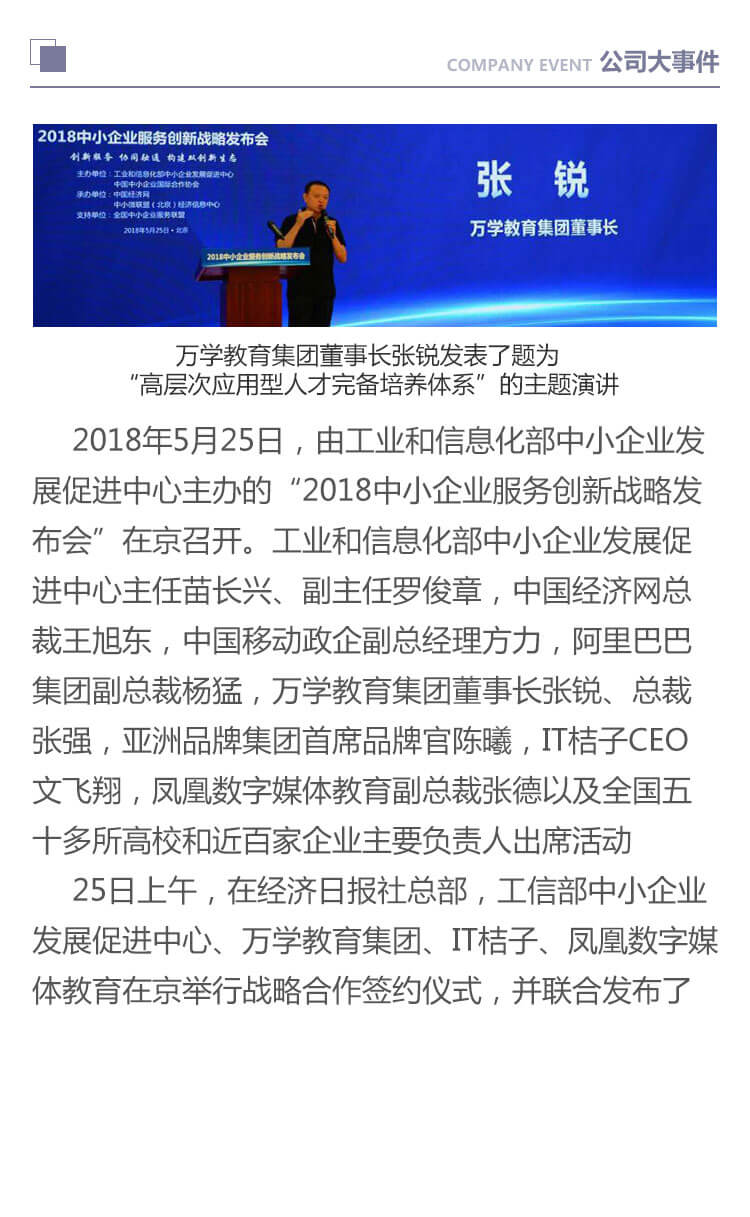 COMPANY EVENT 公司大事件
2018中小企业服务创新战略发布会
创新服务 协同融通 构建双创新生态
主办单位：工业和信息化部中小企业发展促进中心
中国中小企业国际合作协会
承办单位：中国经济网
中小微联盟（北京）经济信息中心
支持单位：全国中小企业服务联盟
2018年5月25日·北京
张 锐
万学教育集团董事长
2018中小企业服务创新战略发布会
万学教育集团董事长张锐发表了题为
“高层次应用型人才完备培养体系”的主题演讲
2018年5月25日，由工业和信息化部中小企业发
展促进中心主办的“2018中小企业服务创新战略发
布会”在京召开。工业和信息化部中小企业发展促
进中心主任苗长兴、副主任罗俊章，中国经济网总
裁王旭东，中国移动政企副总经理方力，阿里巴巴
集团副总裁杨猛，万学教育集团董事长张锐、总裁
张强，亚洲品牌集团首席品牌官陈曦，IT桔子CEO
文飞翔，凤凰数字媒体教育副总裁张德以及全国五
十多所高校和近百家企业主要负责人出席活动
25日上午，在经济日报社总部，工信部中小企业
发展促进中心、万学教育集团、IT桔子、凤凰数字媒
体教育在京举行战略合作签约仪式，并联合发布了